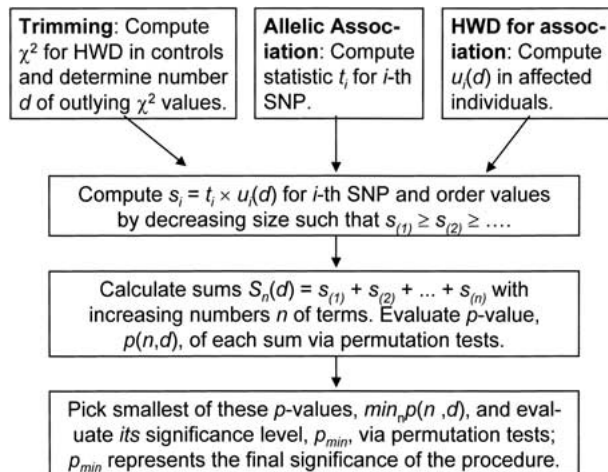 Trimming: Compute
χ² for HWD in controls
and determine number
d of outlying χ² values.
Allelic Assoc-
iation: Compute
statistic tᵢ for i-th
SNP.
HWD for assoc-
iation: Compute
uᵢ(d) in affected
individuals.
Compute sᵢ = tᵢ × uᵢ(d) for i-th SNP and order values
by decreasing size such that s₍₁₎ ≥ s₍₂₎ ≥ ….
Calculate sums Sₙ(d) = s₍₁₎ + s₍₂₎ + ... + s₍ₙ₎ with
increasing numbers n of terms. Evaluate p-value,
p(n,d), of each sum via permutation tests.
Pick smallest of these p-values, minₙp(n ,d), and eval-
uate its significance level, pₘᵢₙ, via permutation tests;
pₘᵢₙ represents the final significance of the procedure.